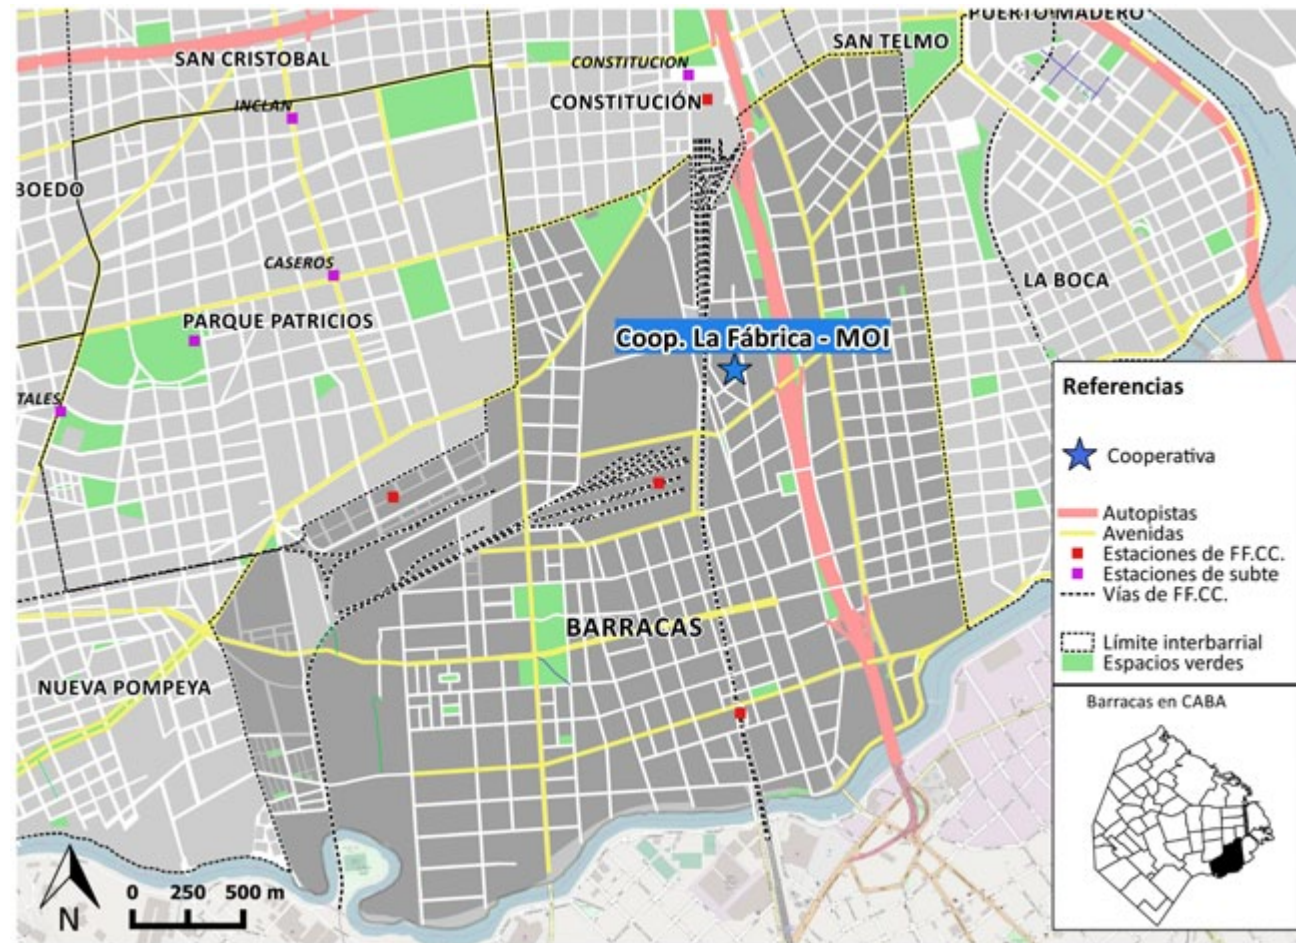 PUERTO MADERO
SAN TELMO
SAN CRISTOBAL
CONSTITUCION
CONSTITUCIÓN
INCLAN
BOEDO
CASEROS
LA BOCA
PARQUE PATRICIOS
Coop. La Fábrica - MOI
TALES
BARRACAS
NUEVA POMPEYA
Referencias
Cooperativa
Autopistas
Avenidas
Estaciones de FF.CC.
Estaciones de subte
Vías de FF.CC.
Límite interbarrial
Espacios verdes
Barracas en CABA
0 250 500 m
N